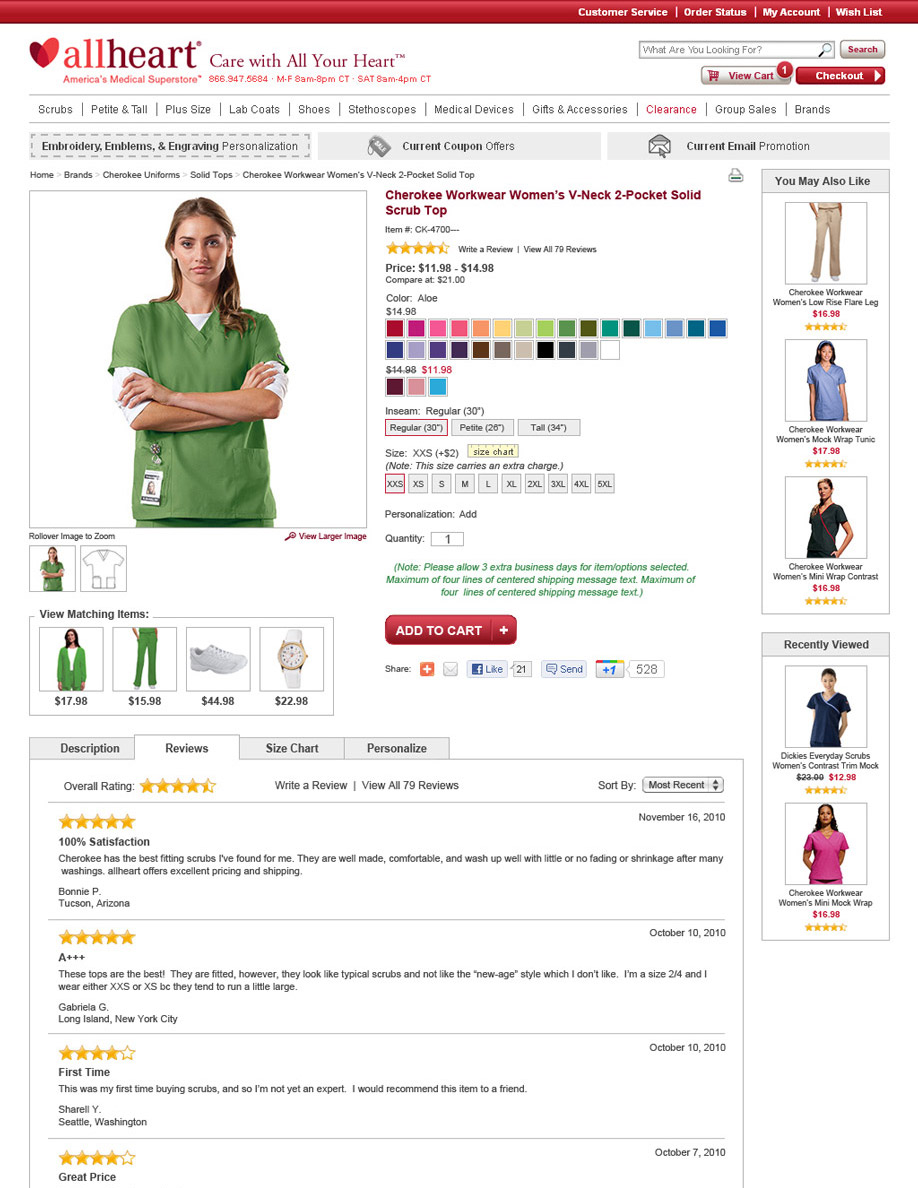 Customer Service | Order Status | My Account | Wish List
allheart® Care with All Your Heart™
America's Medical Superstore™ 866.947.5684 · M-F 8am-8pm CT · SAT 8am-4pm CT
What Are You Looking For?
Search
View Cart
1
Checkout
Scrubs | Petite & Tall | Plus Size | Lab Coats | Shoes | Stethoscopes | Medical Devices | Gifts & Accessories | Clearance | Group Sales | Brands
Embroidery, Emblems, & Engraving Personalization
SALE
Current Coupon Offers
Current Email Promotion
Home > Brands > Cherokee Uniforms > Solid Tops > Cherokee Workwear Women's V-Neck 2-Pocket Solid Top
Cherokee Workwear Women's V-Neck 2-Pocket Solid
Scrub Top
Item #: CK-4700---
Write a Review | View All 79 Reviews
Price: $11.98 - $14.98
Compare at: $21.00
Color: Aloe
$14.98
$14.98 $11.98
Inseam: Regular (30")
Regular (30")
Petite (26")
Tall (34")
Size: XXS (+$2)
size chart
(Note: This size carries an extra charge.)
XXS
XS
S
M
L
XL
2XL
3XL
4XL
5XL
Personalization: Add
Quantity: 1
(Note: Please allow 3 extra business days for item/options selected.
Maximum of four lines of centered shipping message text. Maximum of
four lines of centered shipping message text.)
ADD TO CART +
Share:
Like
21
Send
+1
528
Rollover Image to Zoom
View Larger Image
View Matching Items:
$17.98
$15.98
$44.98
$22.98
You May Also Like
Cherokee Workwear
Women's Low Rise Flare Leg
$16.98
Cherokee Workwear
Women's Mock Wrap Tunic
$17.98
Cherokee Workwear
Women's Mini Wrap Contrast
$16.98
Recently Viewed
Dickies Everyday Scrubs
Women's Contrast Trim Mock
$23.00 $12.98
Cherokee Workwear
Women's Mini Mock Wrap
$16.98
Description
Reviews
Size Chart
Personalize
Overall Rating:
Write a Review | View All 79 Reviews
Sort By: Most Recent
November 16, 2010
100% Satisfaction
Cherokee has the best fitting scrubs I've found for me. They are well made, comfortable, and wash up well with little or no fading or shrinkage after many
washings. allheart offers excellent pricing and shipping.
Bonnie P.
Tucson, Arizona
October 10, 2010
A+++
These tops are the best! They are fitted, however, they look like typical scrubs and not like the “new-age” style which I don't like. I'm a size 2/4 and I
wear either XXS or XS bc they tend to run a little large.
Gabriela G.
Long Island, New York City
October 10, 2010
First Time
This was my first time buying scrubs, and so I'm not yet an expert. I would recommend this item to a friend.
Sharell Y.
Seattle, Washington
October 7, 2010
Great Price